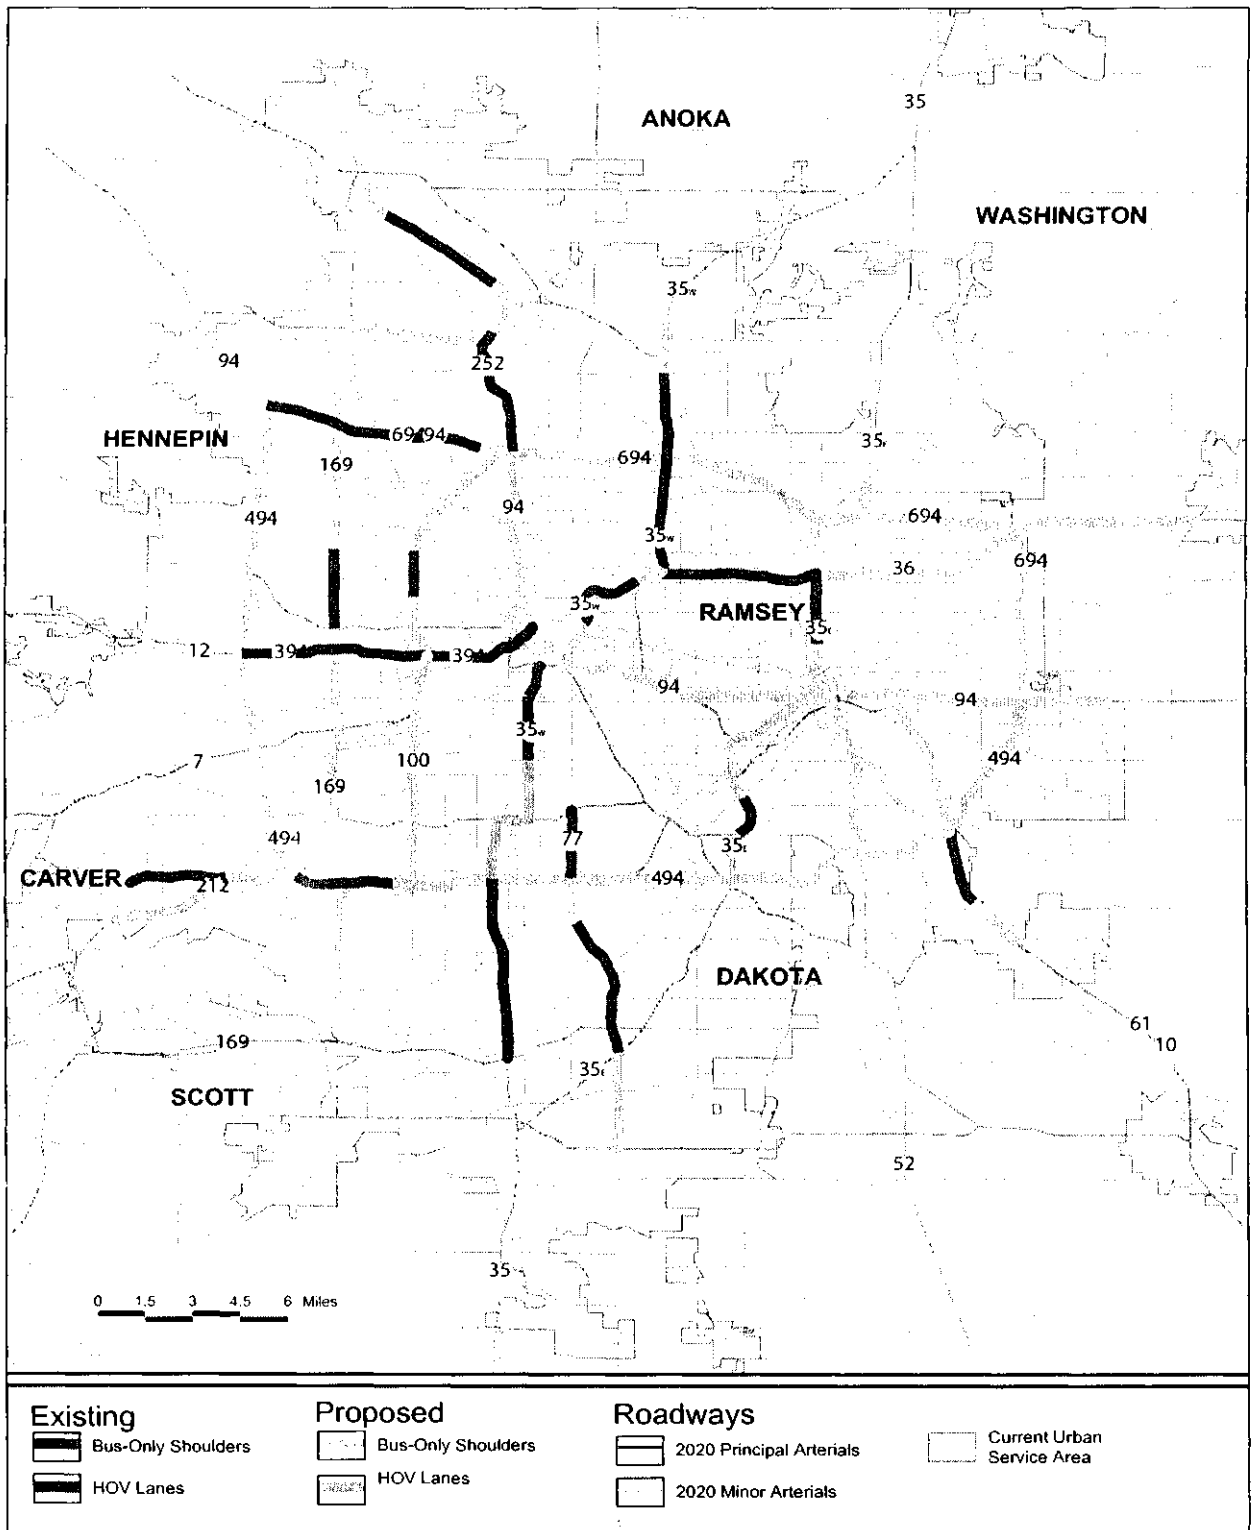 35
ANOKA
WASHINGTON
35W
94
252
HENNEPIN
694 94
35E
169
694
494
94
694
35W
36
694
35W
RAMSEY
35E
12
394
394
94
94
35W
7
100
169
494
494
77
35E
CARVER
212
494
DAKOTA
61
169
10
35E
SCOTT
52
35
0 1.5 3 4.5 6 Miles
Existing
Bus-Only Shoulders
HOV Lanes
Proposed
Bus-Only Shoulders
HOV Lanes
Roadways
2020 Principal Arterials
2020 Minor Arterials
Current Urban
Service Area